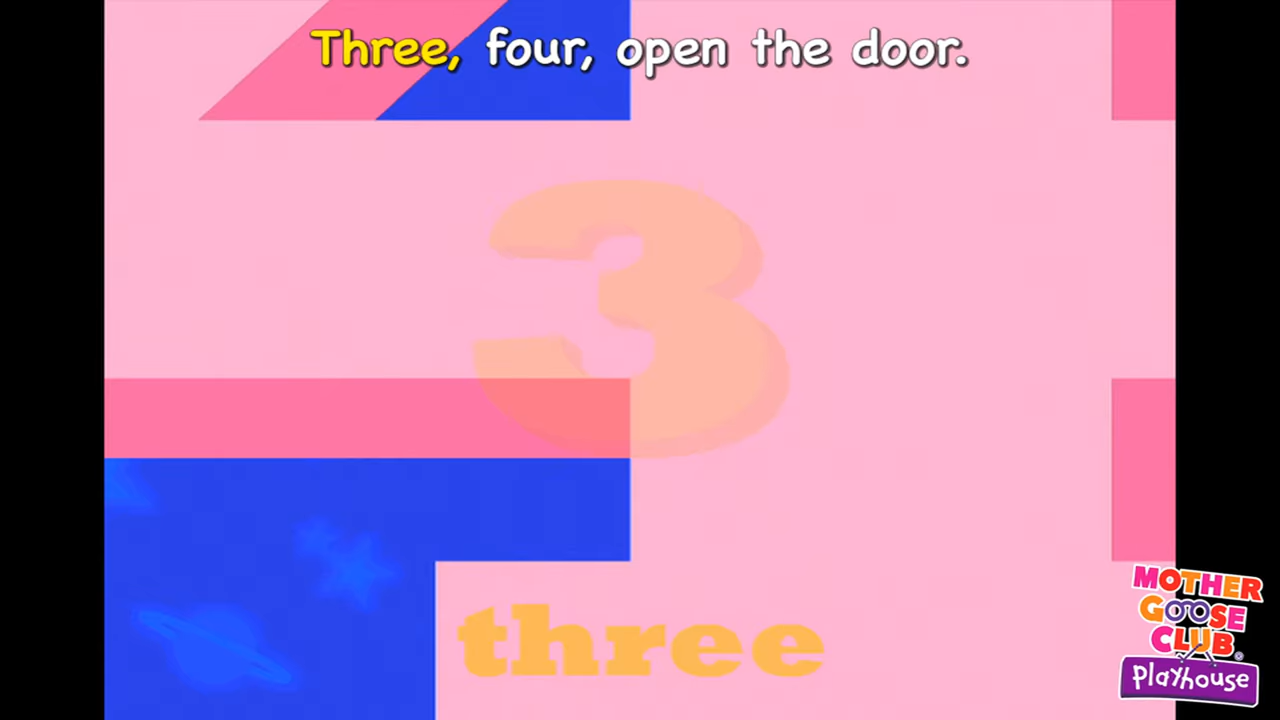 Three, four, open the door.
3
three
MOTHER
GOOSE
CLUB
Playhouse